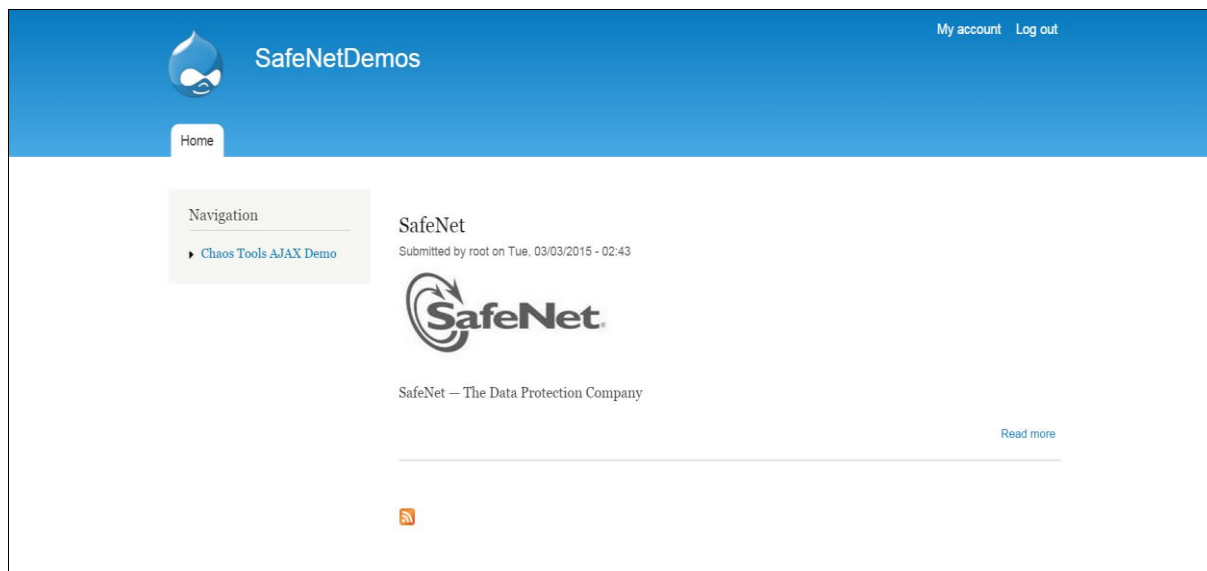 My account Log out
SafeNetDemos
Home
Navigation
Chaos Tools AJAX Demo
SafeNet
Submitted by root on Tue, 03/03/2015 - 02:43
SafeNet®
SafeNet — The Data Protection Company
Read more